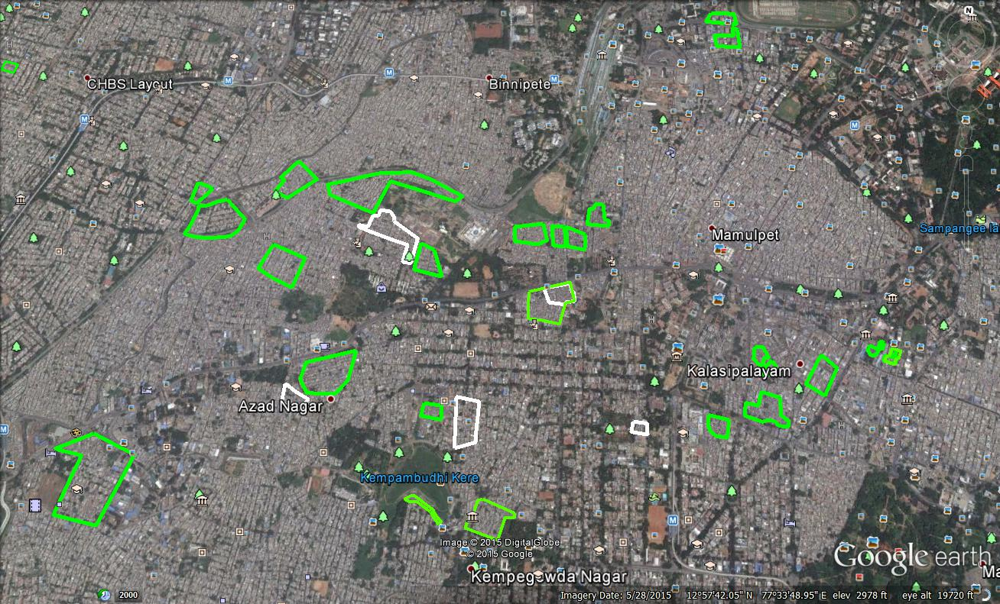 CHBS Layout
Binnipete
Mamulpet
Sampangee la
Kalasipalayam
Azad Nagar
Kempambudhi Kere
Image © 2015 DigitalGlobe
© 2015 Google
Google earth
Kempegowda Nagar
Ma
2000
Imagery Date: 5/28/2015 12°57'42.05" N 77°33'48.95" E elev 2978 ft eye alt 19720 ft
N
M
M
M
M
M
M
M